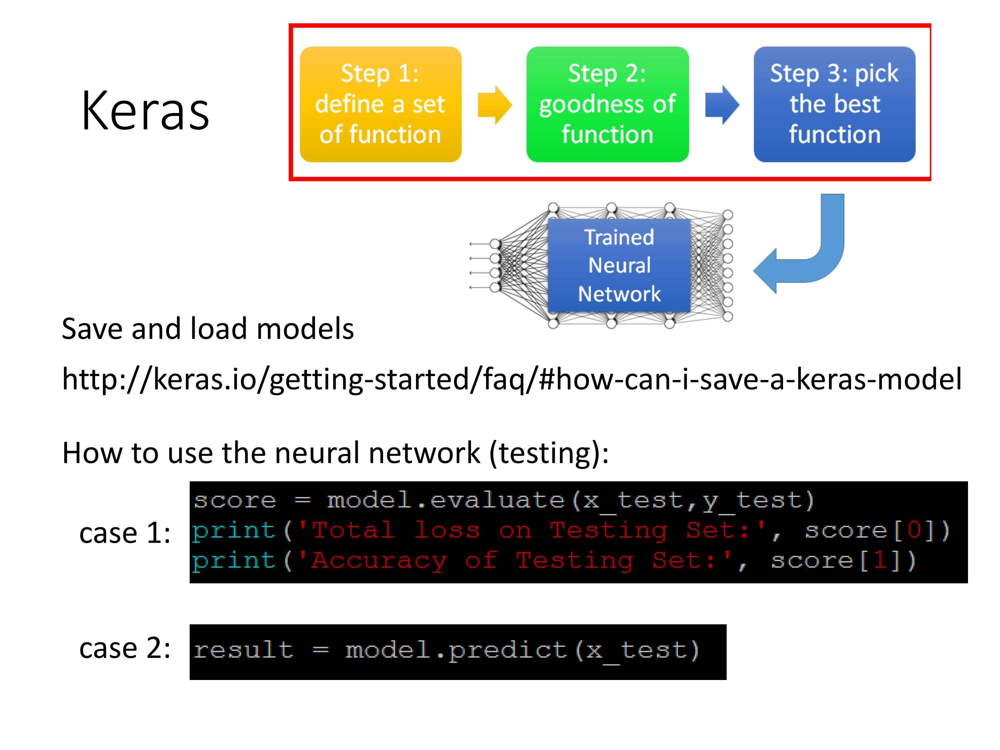 Keras
Step 1:
define a set
of function
Step 2:
goodness of
function
Step 3: pick
the best
function
Trained
Neural
Network
Save and load models
http://keras.io/getting-started/faq/#how-can-i-save-a-keras-model
How to use the neural network (testing):
case 1:
score = model.evaluate(x_test,y_test)
print('Total loss on Testing Set:', score[0])
print('Accuracy of Testing Set:', score[1])
case 2:
result = model.predict(x_test)